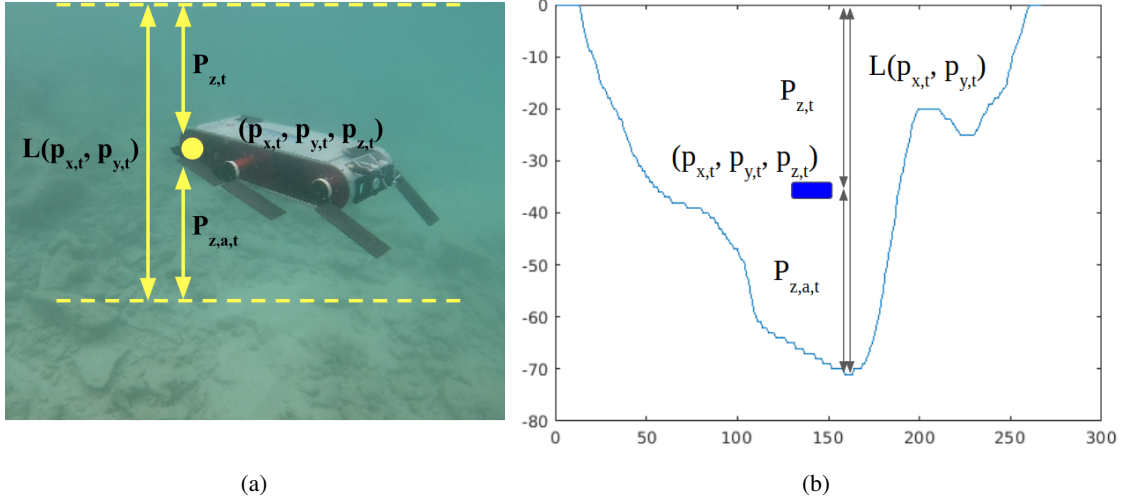 P_z,t
(p_x,t, p_y,t, p_z,t)
L(p_x,t, p_y,t)
P_z,a,t
(a)
0
-10
-20
-30
-40
-50
-60
-70
-80
0 50 100 150 200 250 300
L(p_x,t, p_y,t)
P_z,t
(p_x,t, p_y,t, p_z,t)
P_z,a,t
(b)